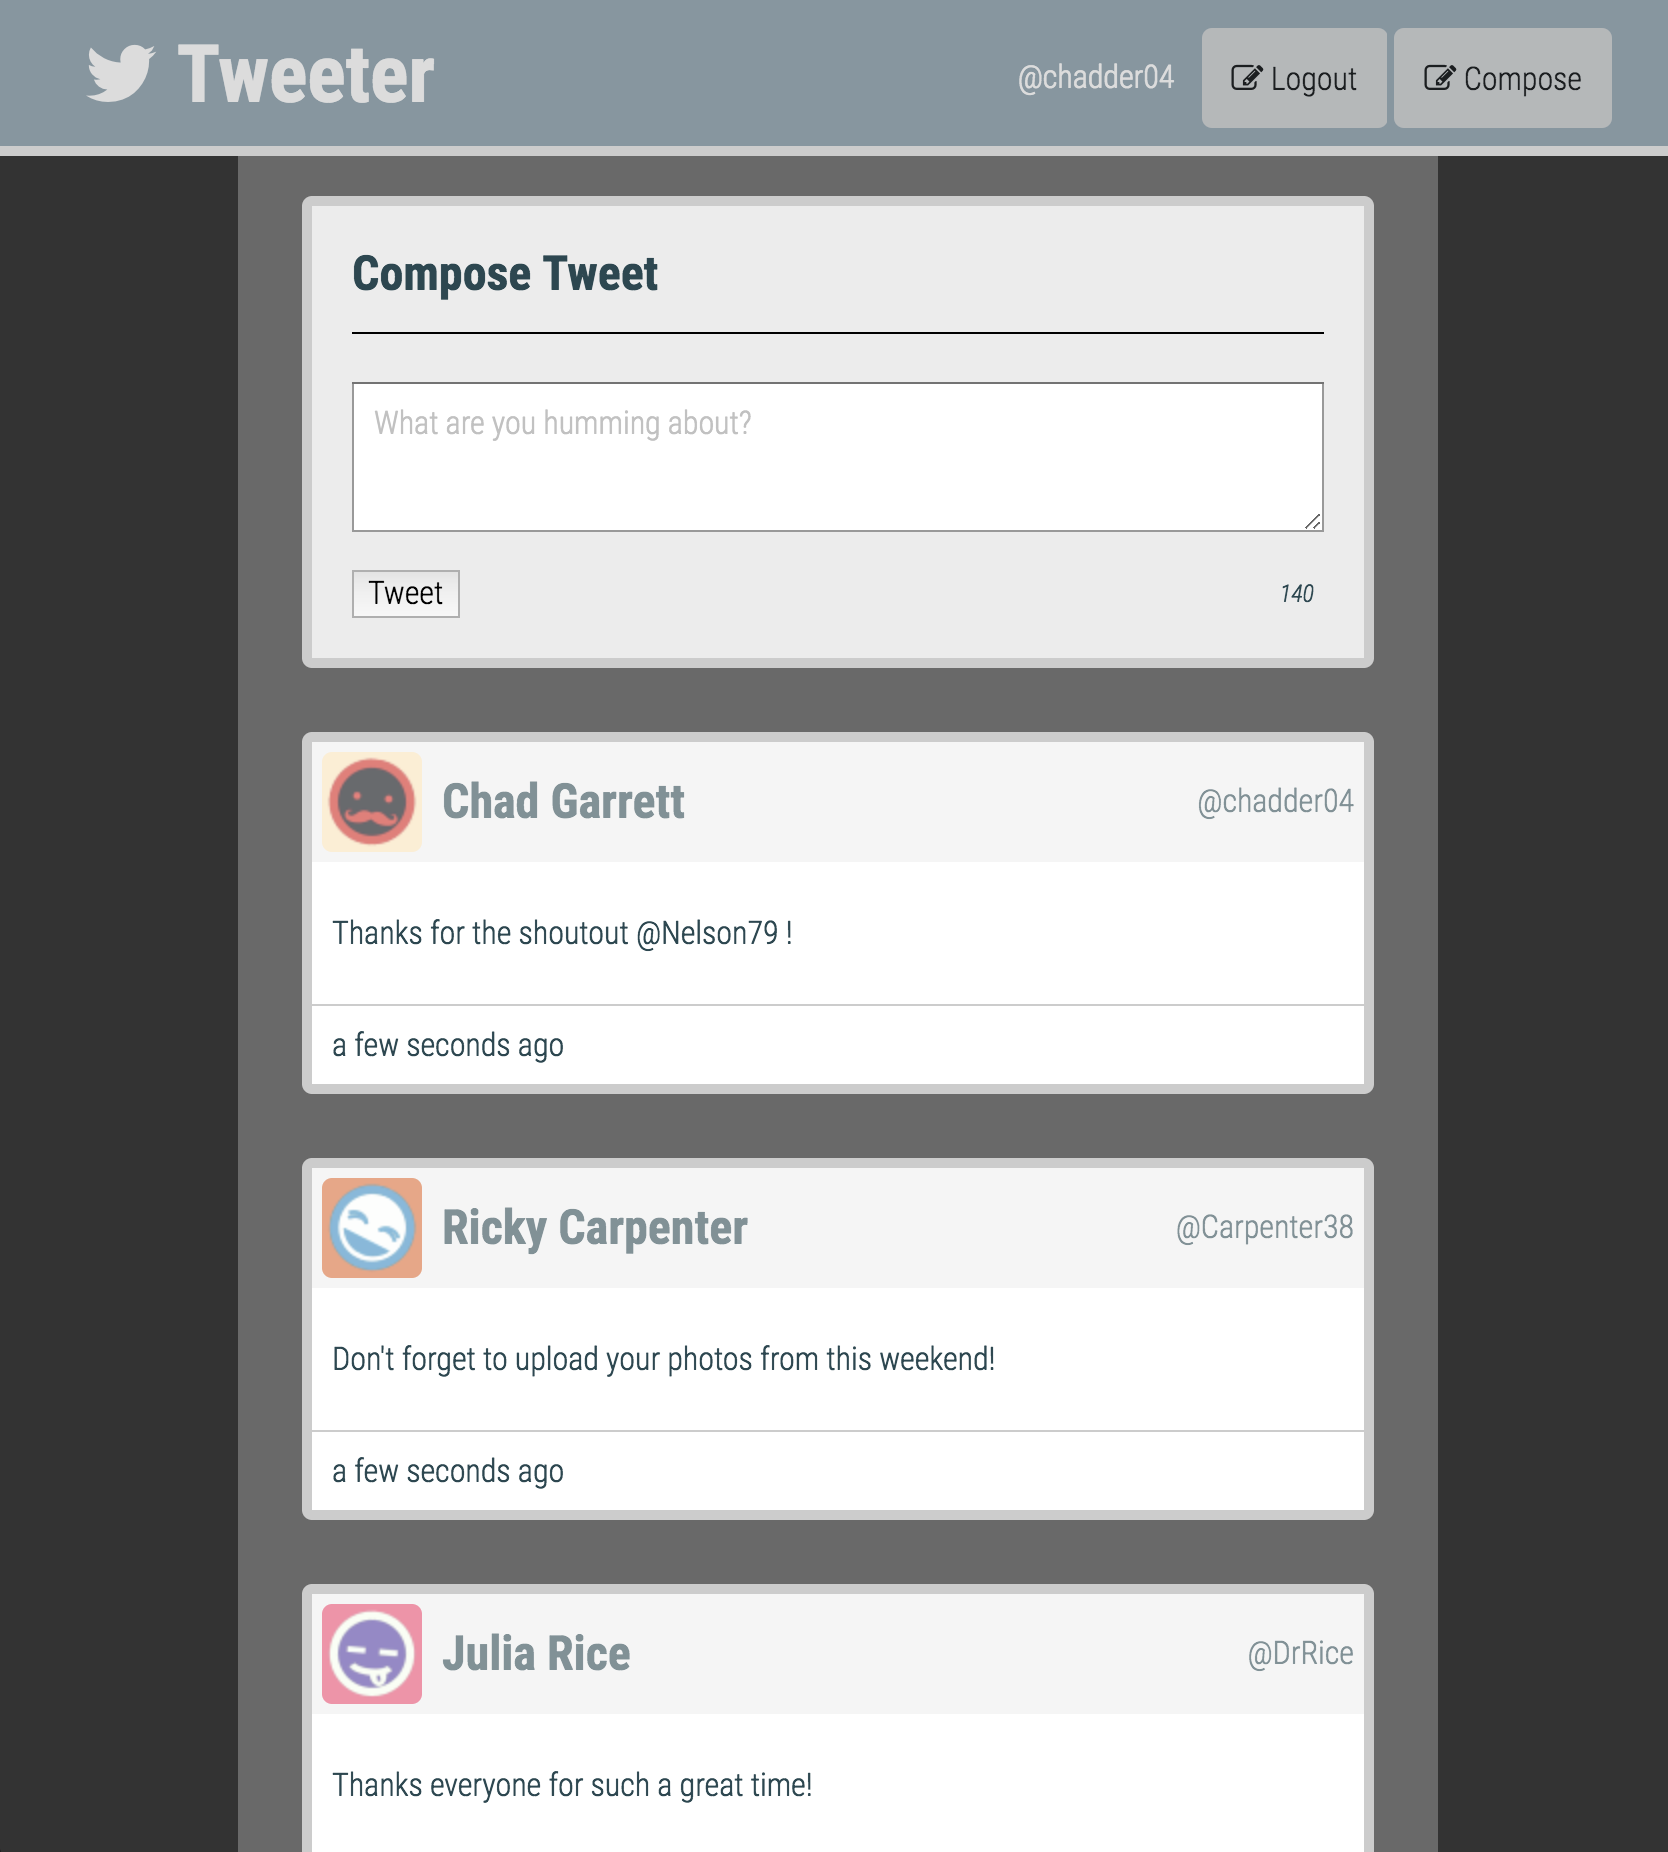 Tweeter
@chadder04
Logout
Compose
Compose Tweet
What are you humming about?
Tweet
140
Chad Garrett
@chadder04
Thanks for the shoutout @Nelson79 !
a few seconds ago
Ricky Carpenter
@Carpenter38
Don't forget to upload your photos from this weekend!
a few seconds ago
Julia Rice
@DrRice
Thanks everyone for such a great time!